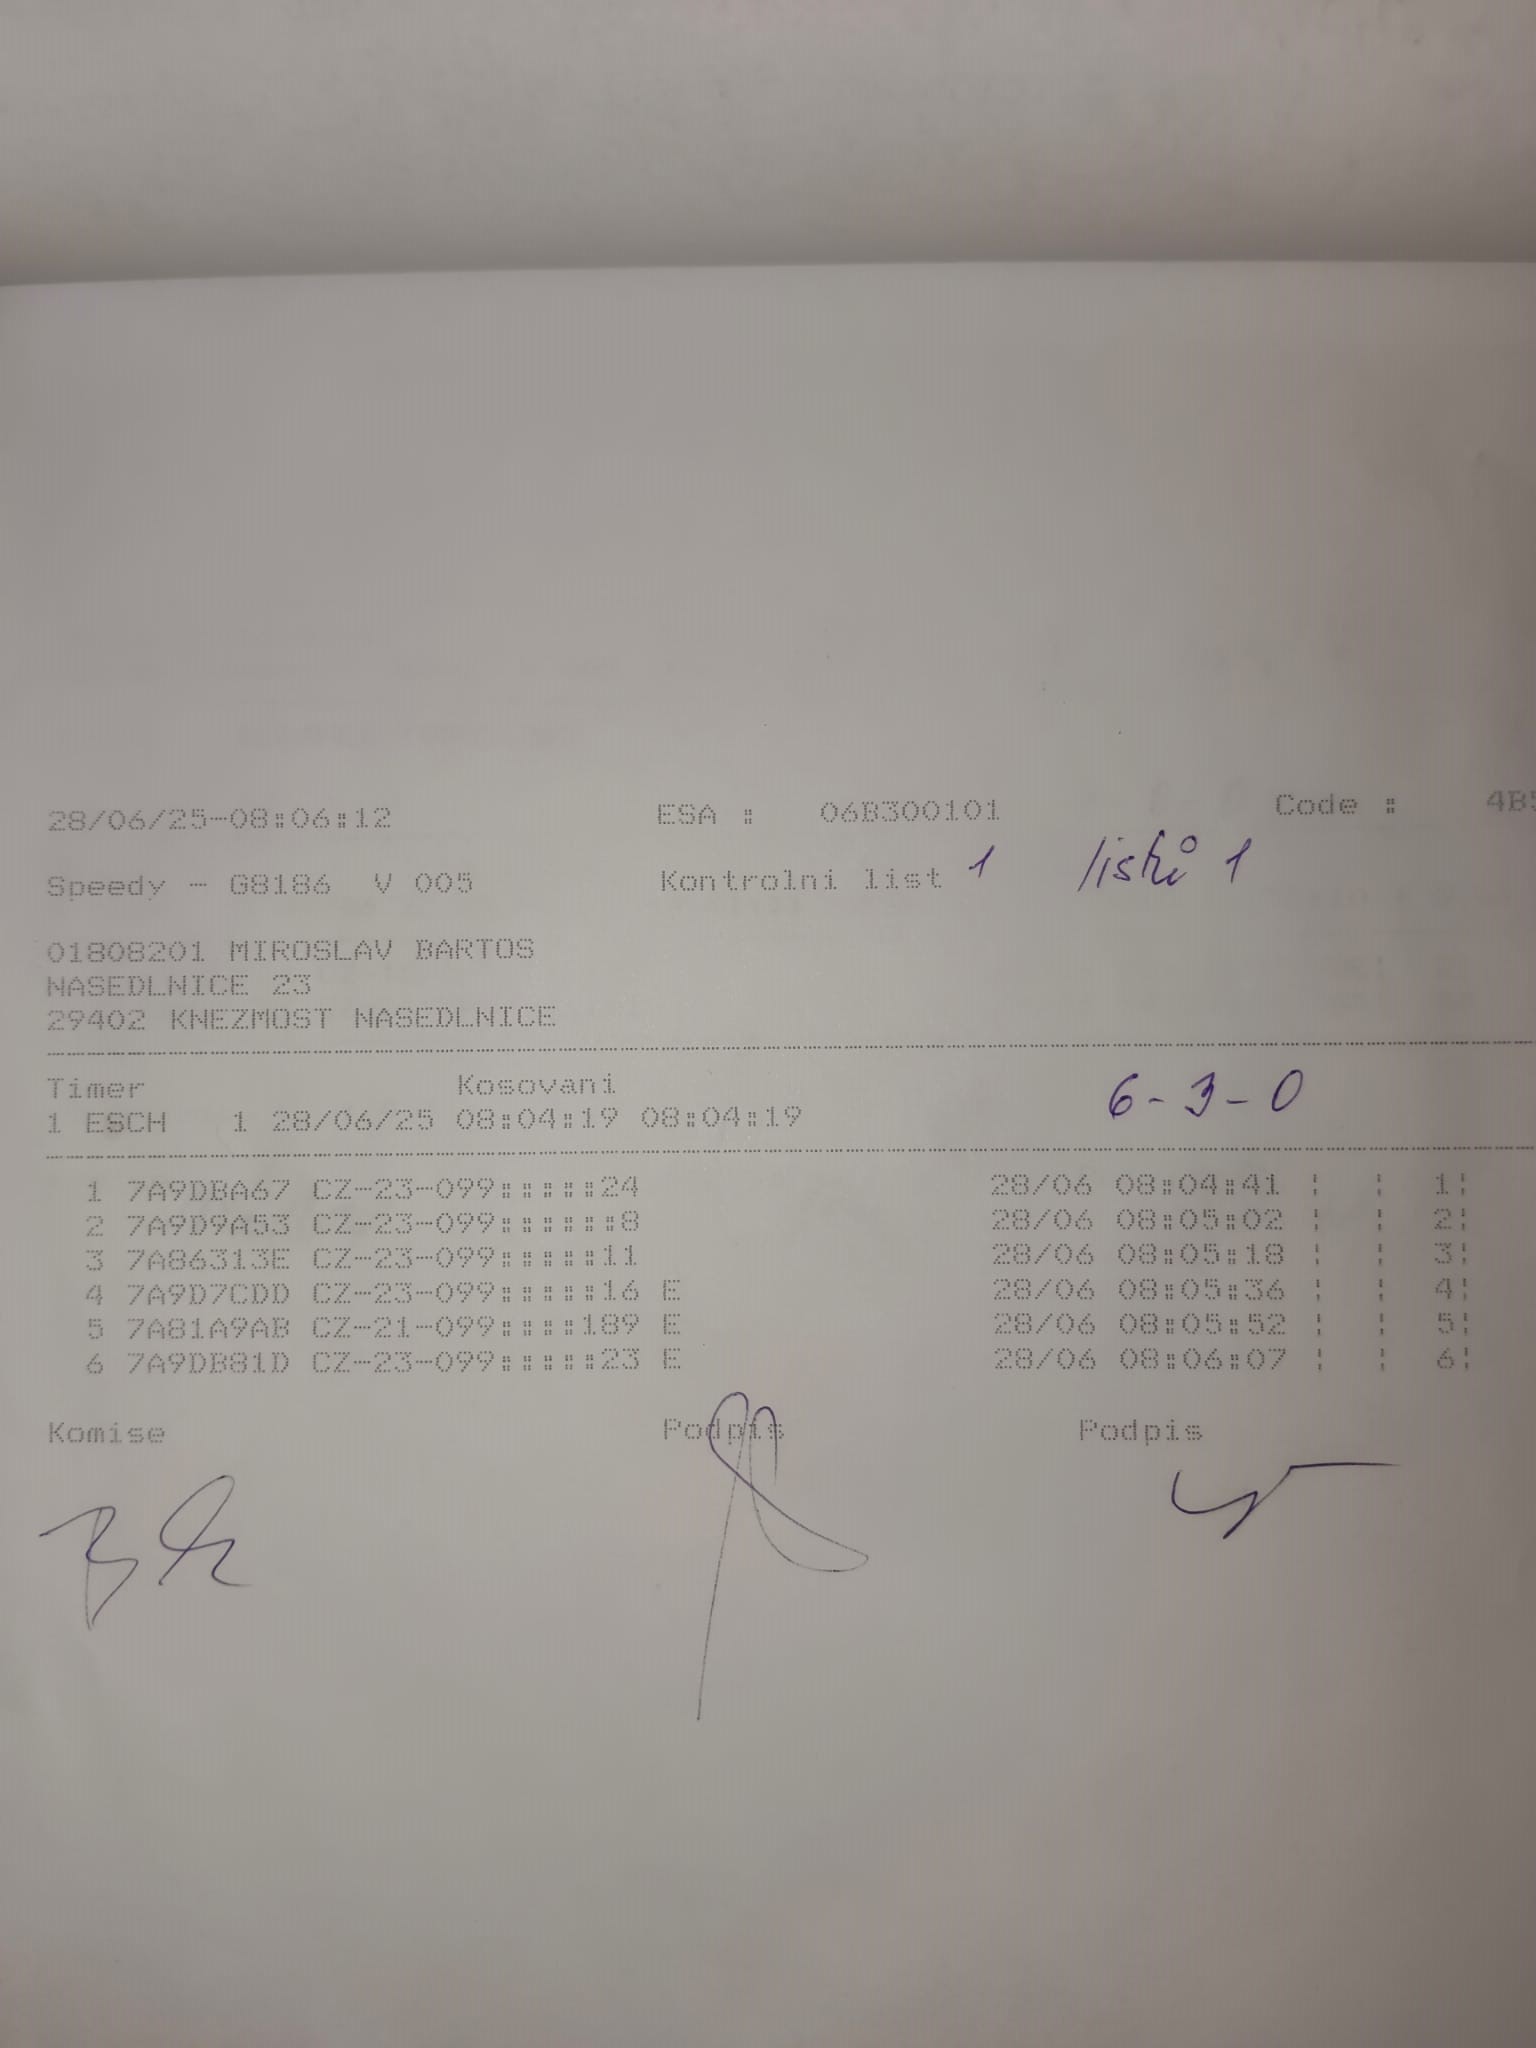 28/06/25-08:06:12 ESA : 06B300101 Code : 4B5
Speedy - G8186 V 005 Kontrolni list 1 listů 1
01808201 MIROSLAV BARTOS
NASEDLNICE 23
29402 KNEZMOST NASEDLNICE
Timer Kosovani
1 ESCH 1 28/06/25 08:04:19 08:04:19 6-3-0
1 7A9DBA67 CZ-23-099:::::24 28/06 08:04:41 ¦ ¦ 1¦
2 7A9D9A53 CZ-23-099::::::8 28/06 08:05:02 ¦ ¦ 2¦
3 7A86313E CZ-23-099:::::11 28/06 08:05:18 ¦ ¦ 3¦
4 7A9D7CDD CZ-23-099:::::16 E 28/06 08:05:36 ¦ ¦ 4¦
5 7A81A9AB CZ-21-099::::189 E 28/06 08:05:52 ¦ ¦ 5¦
6 7A9DB81D CZ-23-099:::::23 E 28/06 08:06:07 ¦ ¦ 6¦
Komise Podpis Podpis